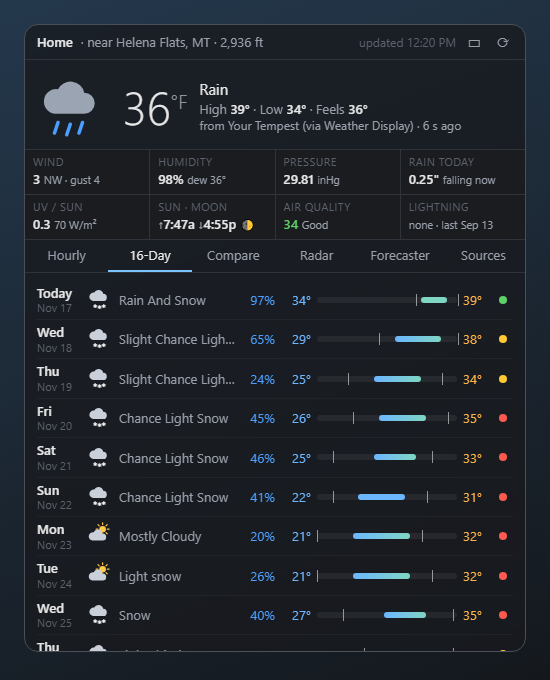 Home · near Helena Flats, MT · 2,936 ft updated 12:20 PM
36°F
Rain
High 39° · Low 34° · Feels 36°
from Your Tempest (via Weather Display) · 6 s ago
WIND HUMIDITY PRESSURE RAIN TODAY
3 NW · gust 4 98% dew 36° 29.81 inHg 0.25" falling now
UV / SUN SUN · MOON AIR QUALITY LIGHTNING
0.3 70 W/m² ↑7:47a ↓4:55p 34 Good none · last Sep 13
Hourly 16-Day Compare Radar Forecaster Sources
Today Rain And Snow 97% 34° 39°
Nov 17
Wed Slight Chance Ligh... 65% 29° 38°
Nov 18
Thu Slight Chance Ligh... 24% 25° 34°
Nov 19
Fri Chance Light Snow 45% 26° 35°
Nov 20
Sat Chance Light Snow 46% 25° 33°
Nov 21
Sun Chance Light Snow 41% 22° 31°
Nov 22
Mon Mostly Cloudy 20% 21° 32°
Nov 23
Tue Light snow 26% 21° 32°
Nov 24
Wed Snow 40% 27° 35°
Nov 25
Thu